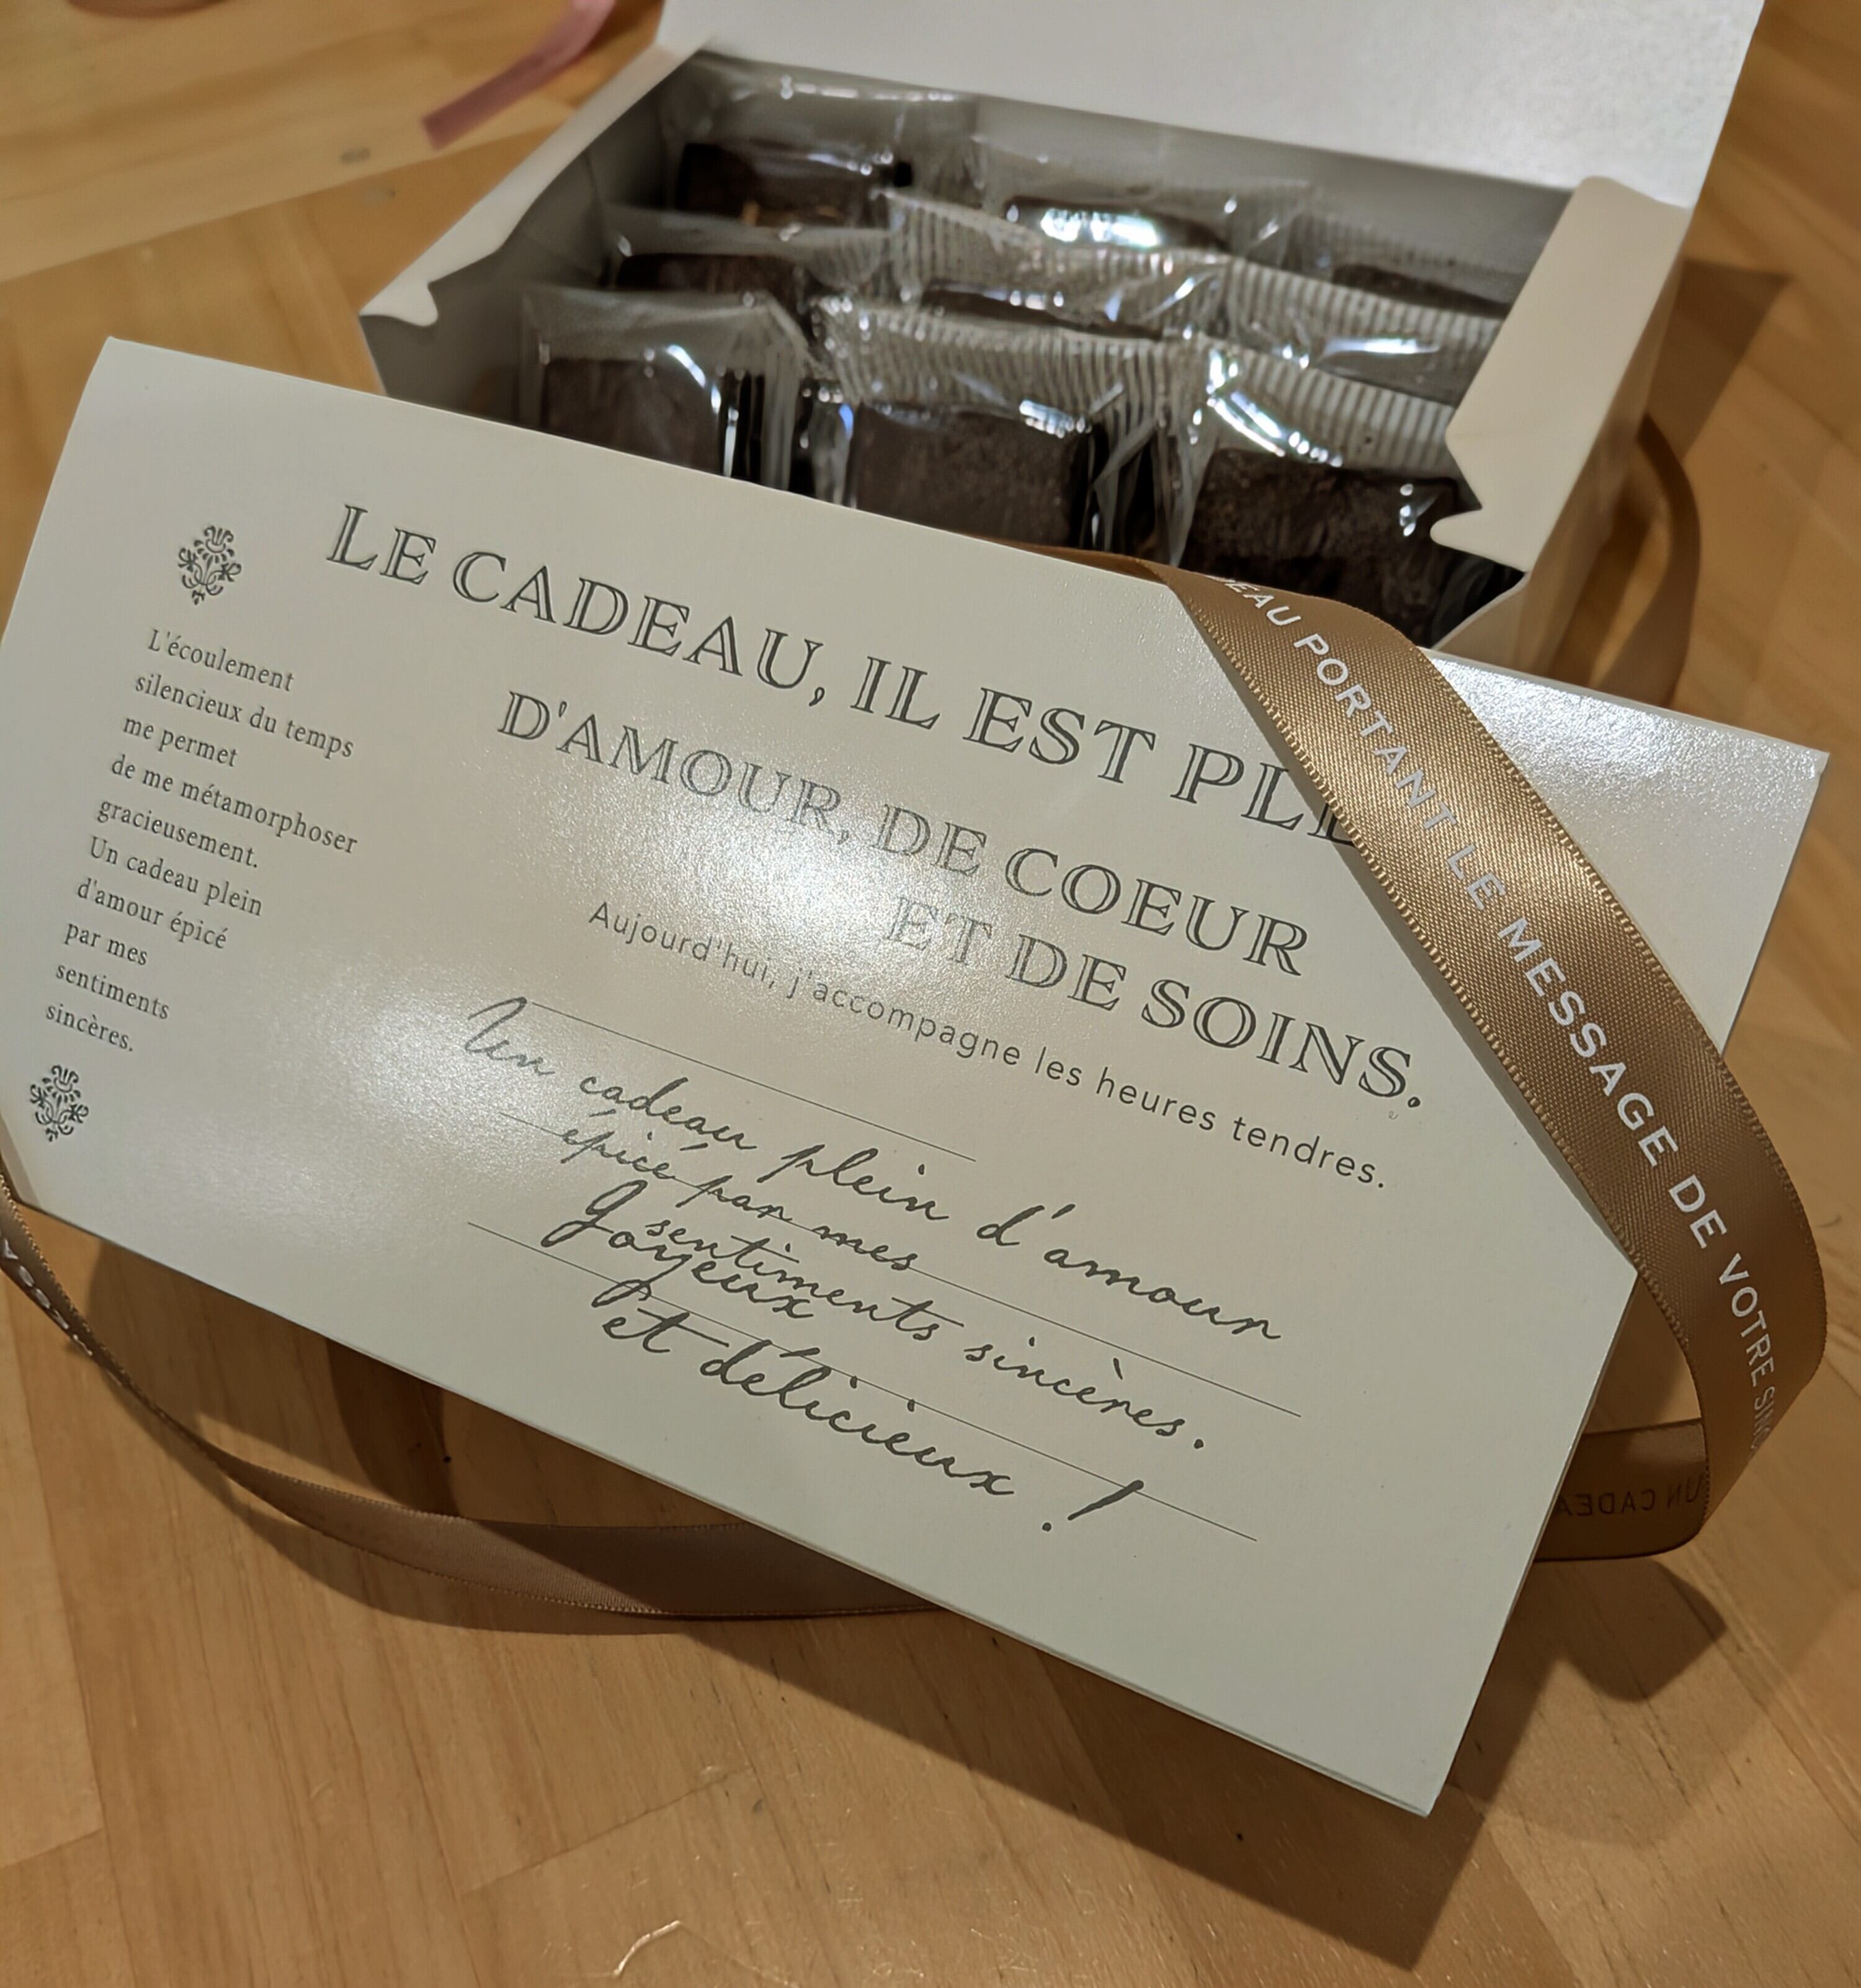 LE CADEAU, IL EST PLE
D'AMOUR, DE COEUR
ET DE SOINS.
Aujourd'hui, j'accompagne les heures tendres.
L'écoulement
silencieux du temps
me permet
de me métamorphoser
gracieusement.
Un cadeau plein
d'amour épicé
par mes
sentiments
sincères.
Un cadeau plein d'amour
épicé par mes
sentiments sincères.
Joyeux
et délicieux !
EAU PORTANT LE MESSAGE DE VOTRE SINC
UN CADEA